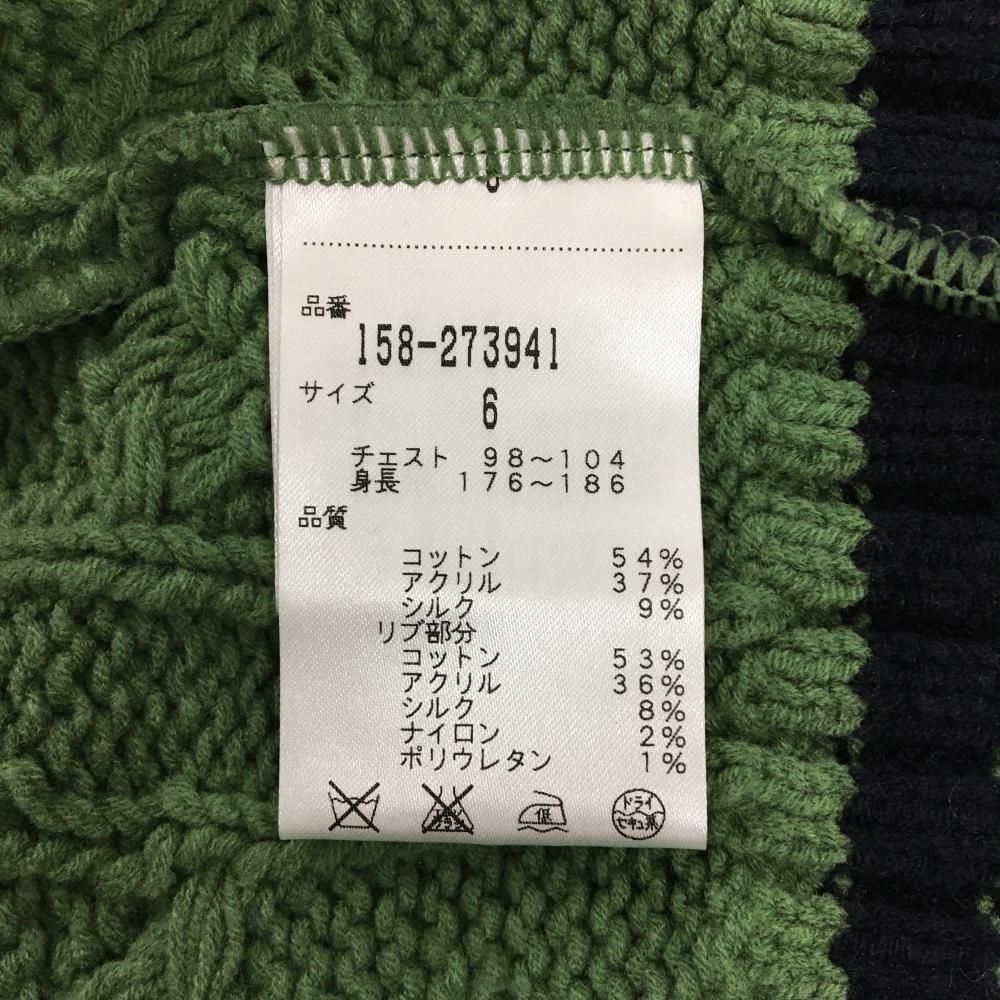 品番
158-273941
サイズ
6
チェスト 98～104
身長 176～186
品質
コットン 54%
アクリル 37%
シルク 9%
リブ部分
コットン 53%
アクリル 36%
シルク 8%
ナイロン 2%
ポリウレタン 1%
低
ドライ
セキュ系